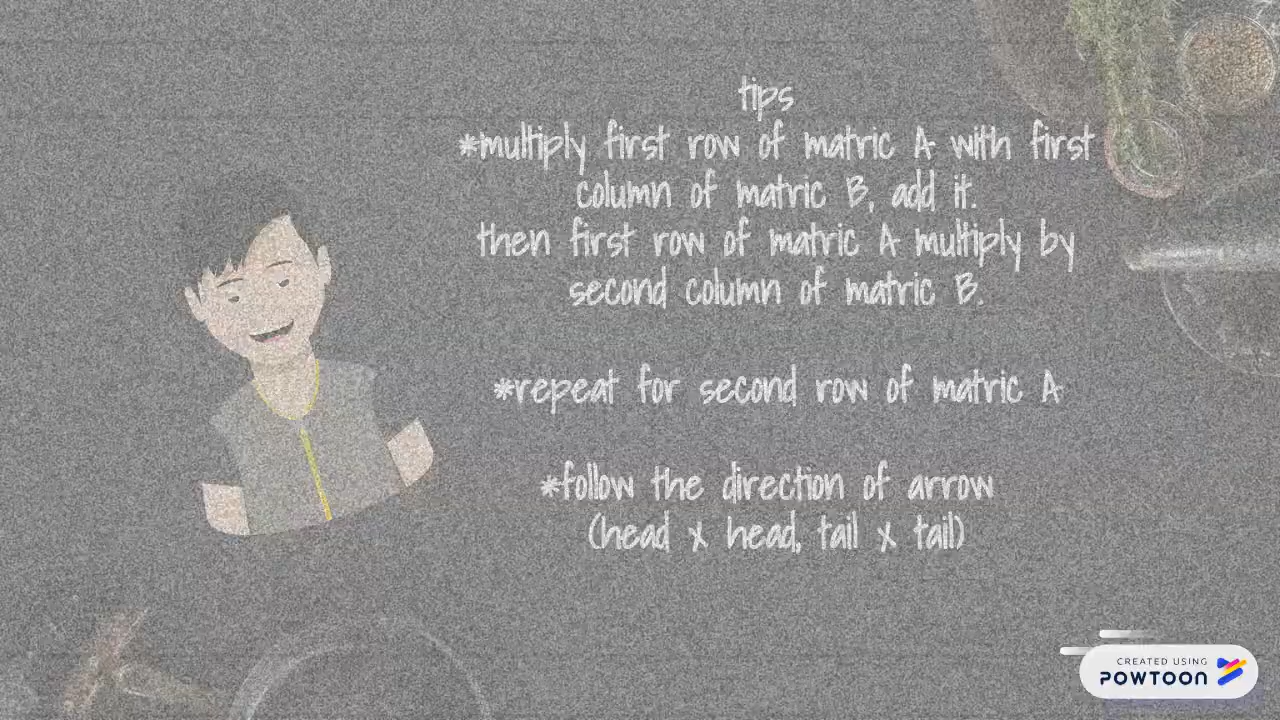 tips
*multiply first row of matric A with first
column of matric B, add it.
then first row of matric A multiply by
second column of matric B.
*repeat for second row of matric A
*follow the direction of arrow
(head x head, tail x tail)
CREATED USING
POWTOON